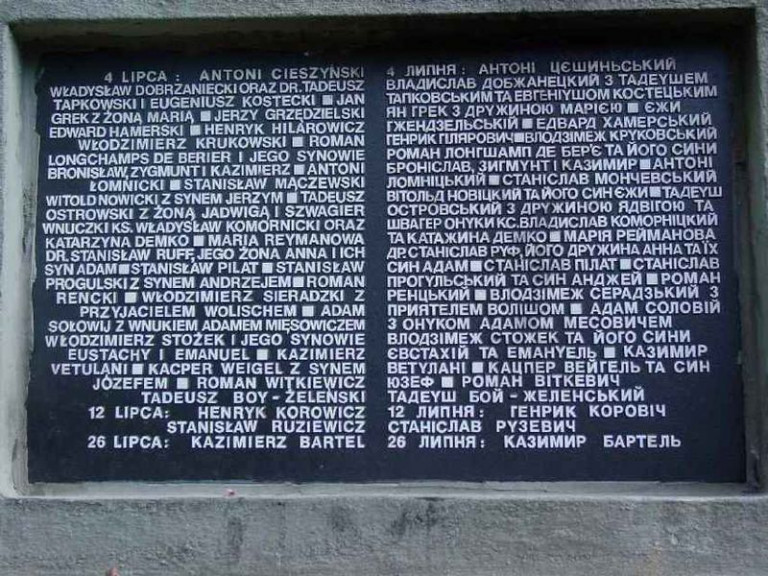 4 LIPCA: ANTONI CIESZYŃSKI
WŁADYSŁAW DOBRZANIECKI ORAZ DR. TADEUSZ
TAPKOWSKI I EUGENIUSZ KOSTECKI ■ JAN
GREK Z ŻONĄ MARIĄ ■ JERZY GRZĘDZIELSKI
EDWARD HAMERSKI ■ HENRYK HILAROWICZ
WŁODZIMIERZ KRUKOWSKI ■ ROMAN
LONGCHAMPS DE BERIER I JEGO SYNOWIE
BRONISŁAW, ZYGMUNT I KAZIMIERZ ■ ANTONI
ŁOMNICKI ■ STANISŁAW MĄCZEWSKI
WITOLD NOWICKI Z SYNEM JERZYM ■ TADEUSZ
OSTROWSKI Z ŻONĄ JADWIGĄ I SZWAGIER
WNUCZKI KS. WŁADYSŁAW KOMORNICKI ORAZ
KATARZYNA DEMKO ■ MARIA REYMANOWA
DR. STANISŁAW RUFF, JEGO ŻONA ANNA I ICH
SYN ADAM ■ STANISŁAW PILAT ■ STANISŁAW
PROGULSKI Z SYNEM ANDRZEJEM ■ ROMAN
RENCKI ■ WŁODZIMIERZ SIERADZKI Z
PRZYJACIELEM WOLISCHEM ■ ADAM
SOŁOWIJ Z WNUKIEM ADAMEM MIĘSOWICZEM
WŁODZIMIERZ STOŻEK I JEGO SYNOWIE
EUSTACHY I EMANUEL ■ KAZIMIERZ
VETULANI ■ KACPER WEIGEL Z SYNEM
JÓZEFEM ■ ROMAN WITKIEWICZ
TADEUSZ BOY-ŻELEŃSKI
12 LIPCA: HENRYK KOROWICZ
STANISŁAW RUZIEWICZ
26 LIPCA: KAZIMIERZ BARTEL
4 ЛИПНЯ: АНТОНІ ЦЄШИНЬСЬКИЙ
ВЛАДИСЛАВ ДОБЖАНЕЦКИЙ З ТАДЕУШЕМ
ТАПКОВСЬКИМ ТА ЕВГЕНІУШОМ КОСТЕЦЬКИМ
ЯН ГРЕК З ДРУЖИНОЮ МАРІЄЮ ■ ЄЖИ
ГЖЕНДЗЕЛЬСЬКІЙ ■ ЕДВАРД ХАМЕРСЬКИЙ
ГЕНРИК ГІЛЯРОВИЧ ■ ВЛОДЗІМЕЖ КРУКОВСЬКИЙ
РОМАН ЛОНГШАМП ДЕ БЕР'Є ТА ЙОГО СИНИ
БРОНІСЛАВ, ЗИГМУНТ І КАЗИМІР ■ АНТОНІ
ЛОМНІЦЬКИЙ ■ СТАНІСЛАВ МОНЧЕВСЬКИЙ
ВІТОЛЬД НОВІЦКИЙ ТА ЙОГО СИН ЄЖИ ■ ТАДЕУШ
ОСТРОВСЬКИЙ З ДРУЖИНОЮ ЯДВІГОЮ ТА
ШВАГЕР ОНУКИ КС. ВЛАДИСЛАВ КОМОРНІЦКИЙ
ТА КАТАЖИНА ДЕМКО ■ МАРІЯ РЕЙМАНОВА
ДР. СТАНІСЛАВ РУФ, ЙОГО ДРУЖИНА АННА ТА ЇХ
СИН АДАМ ■ СТАНІСЛАВ ПІЛАТ ■ СТАНІСЛАВ
ПРОГУЛЬСЬКИЙ ТА СИН АНДЖЕЙ ■ РОМАН
РЕНЦЬКИЙ ■ ВЛОДЗІМЕЖ СЕРАДЗЬКИЙ З
ПРИЯТЕЛЕМ ВОЛІШОМ ■ АДАМ СОЛОВІЙ
З ОНУКОМ АДАМОМ МЕСОВИЧЕМ
ВЛОДЗІМЕЖ СТОЖЕК ТА ЙОГО СИНИ
ЄВСТАХІЙ ТА ЕМАНУЕЛЬ ■ КАЗИМИР
ВЕТУЛАНІ ■ КАЦПЕР ВЕЙГЕЛЬ ТА СИН
ЮЗЕФ ■ РОМАН ВІТКЕВИЧ
ТАДЕУШ БОЙ-ЖЕЛЕНСЬКИЙ
12 ЛИПНЯ: ГЕНРИК КОРОВІЧ
СТАНІСЛАВ РУЗЕВИЧ
26 ЛИПНЯ: КАЗИМИР БАРТЕЛЬ